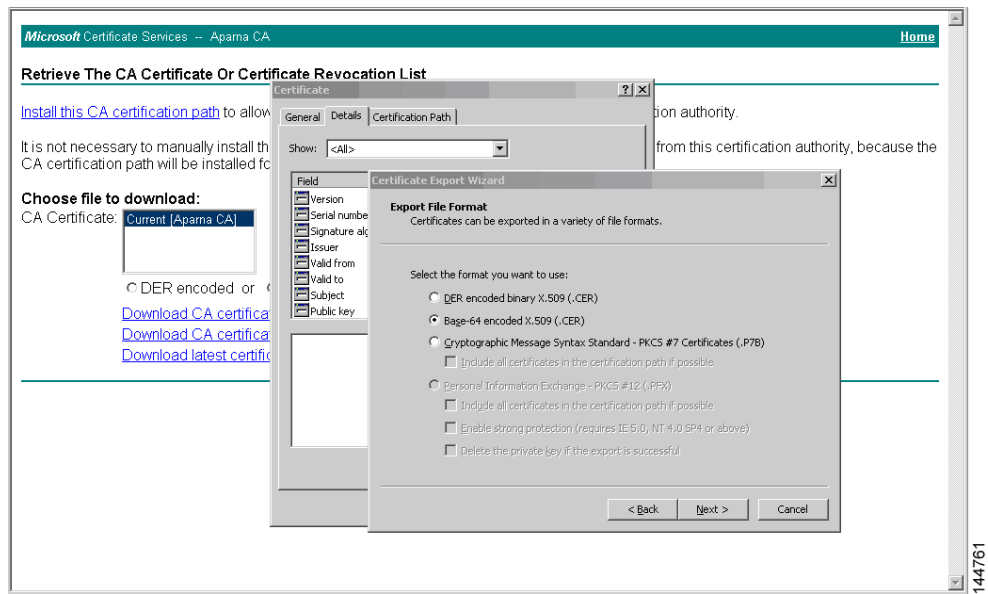 Microsoft Certificate Services -- Aparna CA Home
Retrieve The CA Certificate Or Certificate Revocation List
Install this CA certification path to allow
tion authority.
It is not necessary to manually install th
from this certification authority, because the
CA certification path will be installed fo
Choose file to download:
CA Certificate: Current [Aparna CA]
DER encoded or
Download CA certifica
Download CA certifica
Download latest certific
Certificate
General Details Certification Path
Show: <All>
Field
Version
Serial numbe
Signature alg
Issuer
Valid from
Valid to
Subject
Public key
Certificate Export Wizard
Export File Format
Certificates can be exported in a variety of file formats.
Select the format you want to use:
DER encoded binary X.509 (.CER)
Base-64 encoded X.509 (.CER)
Cryptographic Message Syntax Standard - PKCS #7 Certificates (.P7B)
Include all certificates in the certification path if possible
Personal Information Exchange - PKCS #12 (.PFX)
Include all certificates in the certification path if possible
Enable strong protection (requires IE 5.0, NT 4.0 SP4 or above)
Delete the private key if the export is successful
< Back Next > Cancel
144761